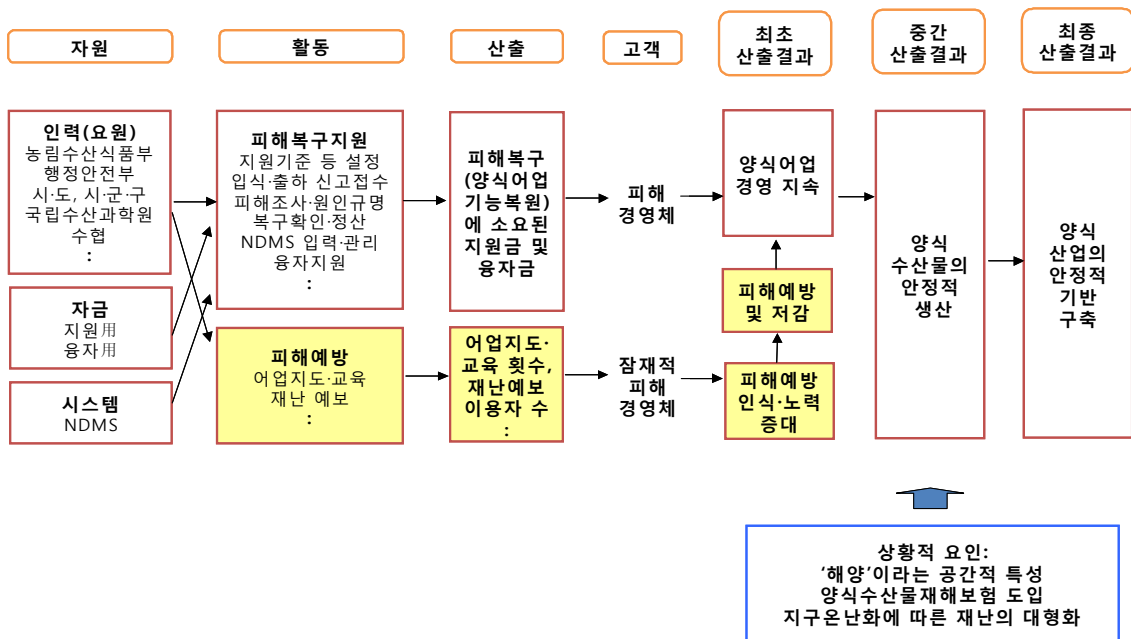 자원
활동
산출
고객
최초
산출결과
중간
산출결과
최종
산출결과
인력(요원)
농림수산식품부
행정안전부
시·도, 시·군·구
국립수산과학원
수협
:
자금
지원用
융자用
시스템
NDMS
피해복구지원
지원기준 등 설정
입식·출하 신고접수
피해조사·원인규명
복구확인·정산
NDMS 입력·관리
융자지원
:
피해예방
어업지도·교육
재난 예보
:
피해복구
(양식어업
기능복원)
에 소요된
지원금 및
융자금
어업지도·
교육 횟수,
재난예보
이용자 수
:
피해
경영체
잠재적
피해
경영체
양식어업
경영 지속
피해예방
및 저감
피해예방
인식·노력
증대
양식
수산물의
안정적
생산
양식
산업의
안정적
기반
구축
상황적 요인:
‘해양’이라는 공간적 특성
양식수산물재해보험 도입
지구온난화에 따른 재난의 대형화